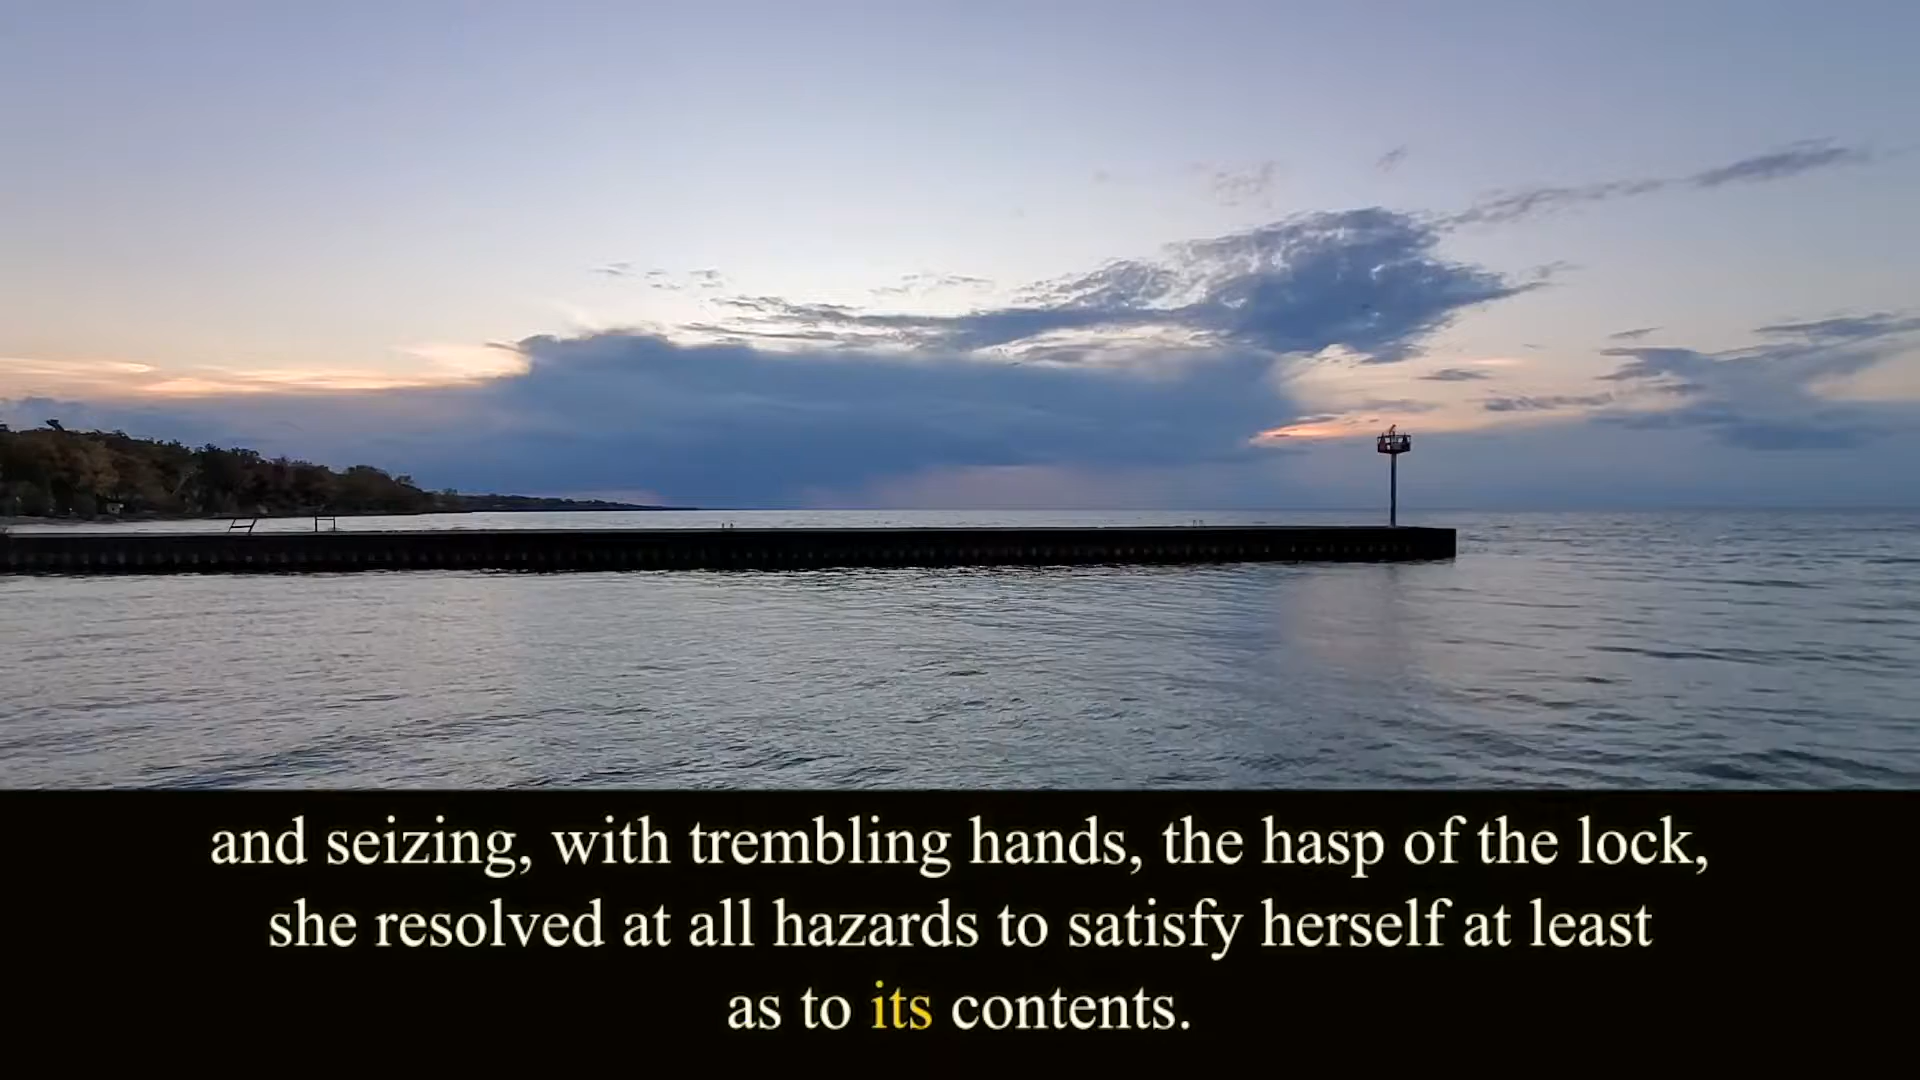 and seizing, with trembling hands, the hasp of the lock,
she resolved at all hazards to satisfy herself at least
as to its contents.